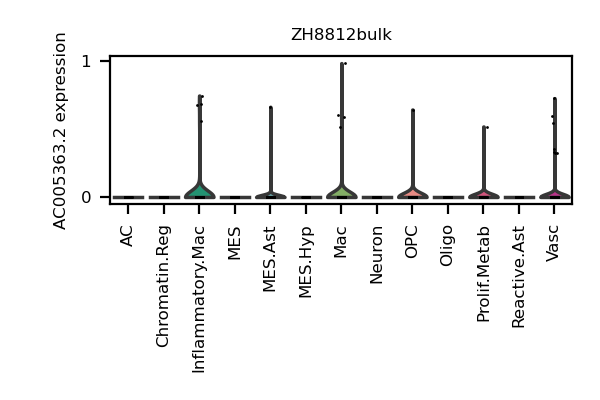 ZH8812bulk
AC005363.2 expression
1
0
AC
Chromatin.Reg
Inflammatory.Mac
MES
MES.Ast
MES.Hyp
Mac
Neuron
OPC
Oligo
Prolif.Metab
Reactive.Ast
Vasc